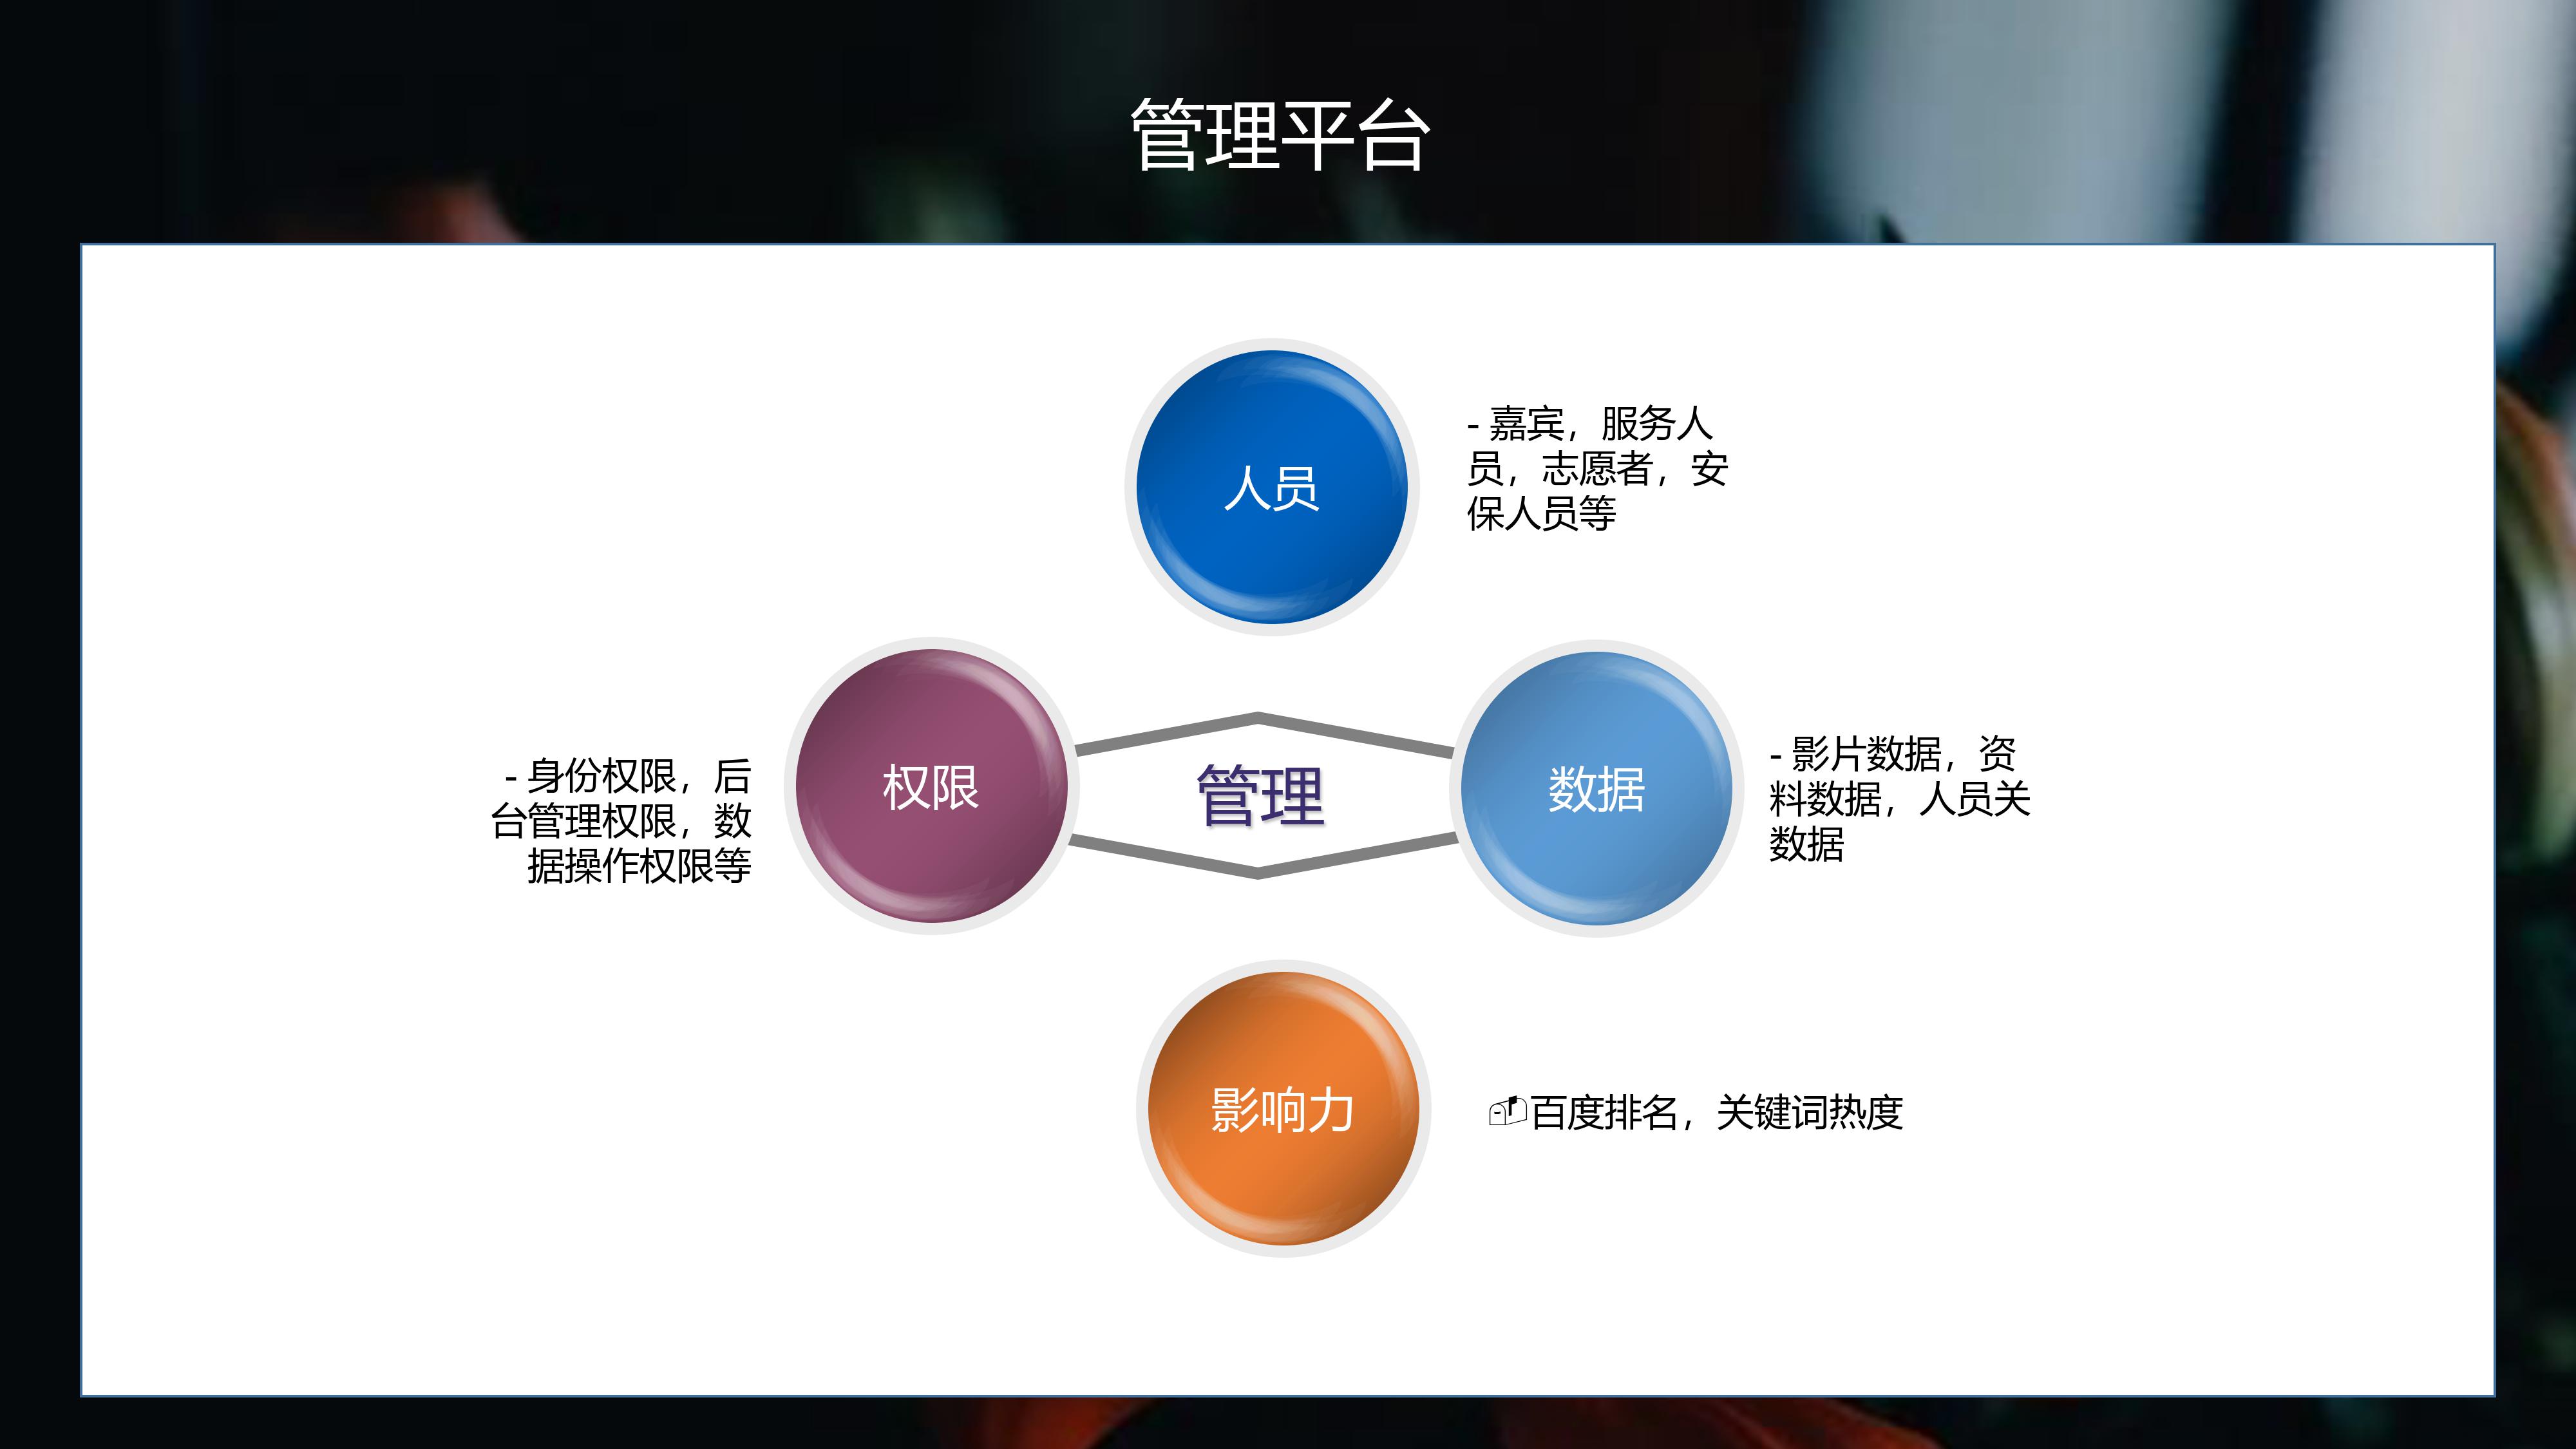 管理平台
人员
- 嘉宾，服务人
员，志愿者，安
保人员等
权限
- 身份权限，后
台管理权限，数
据操作权限等
管理
数据
- 影片数据，资
料数据，人员关
数据
影响力
百度排名，关键词热度